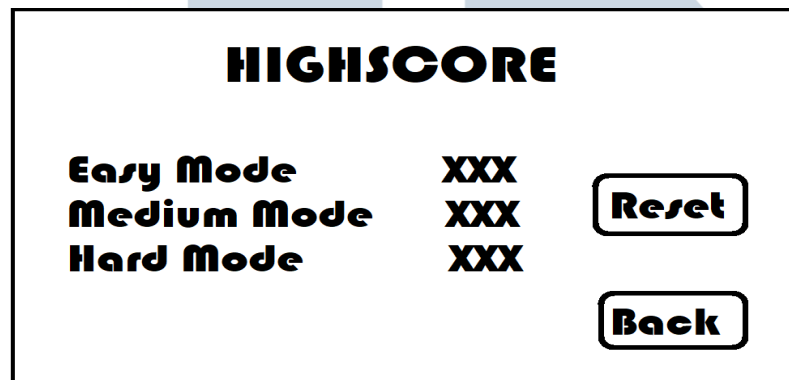 HIGHSCORE
Easy Mode XXX
Medium Mode XXX
Hard Mode XXX
Reset
Back